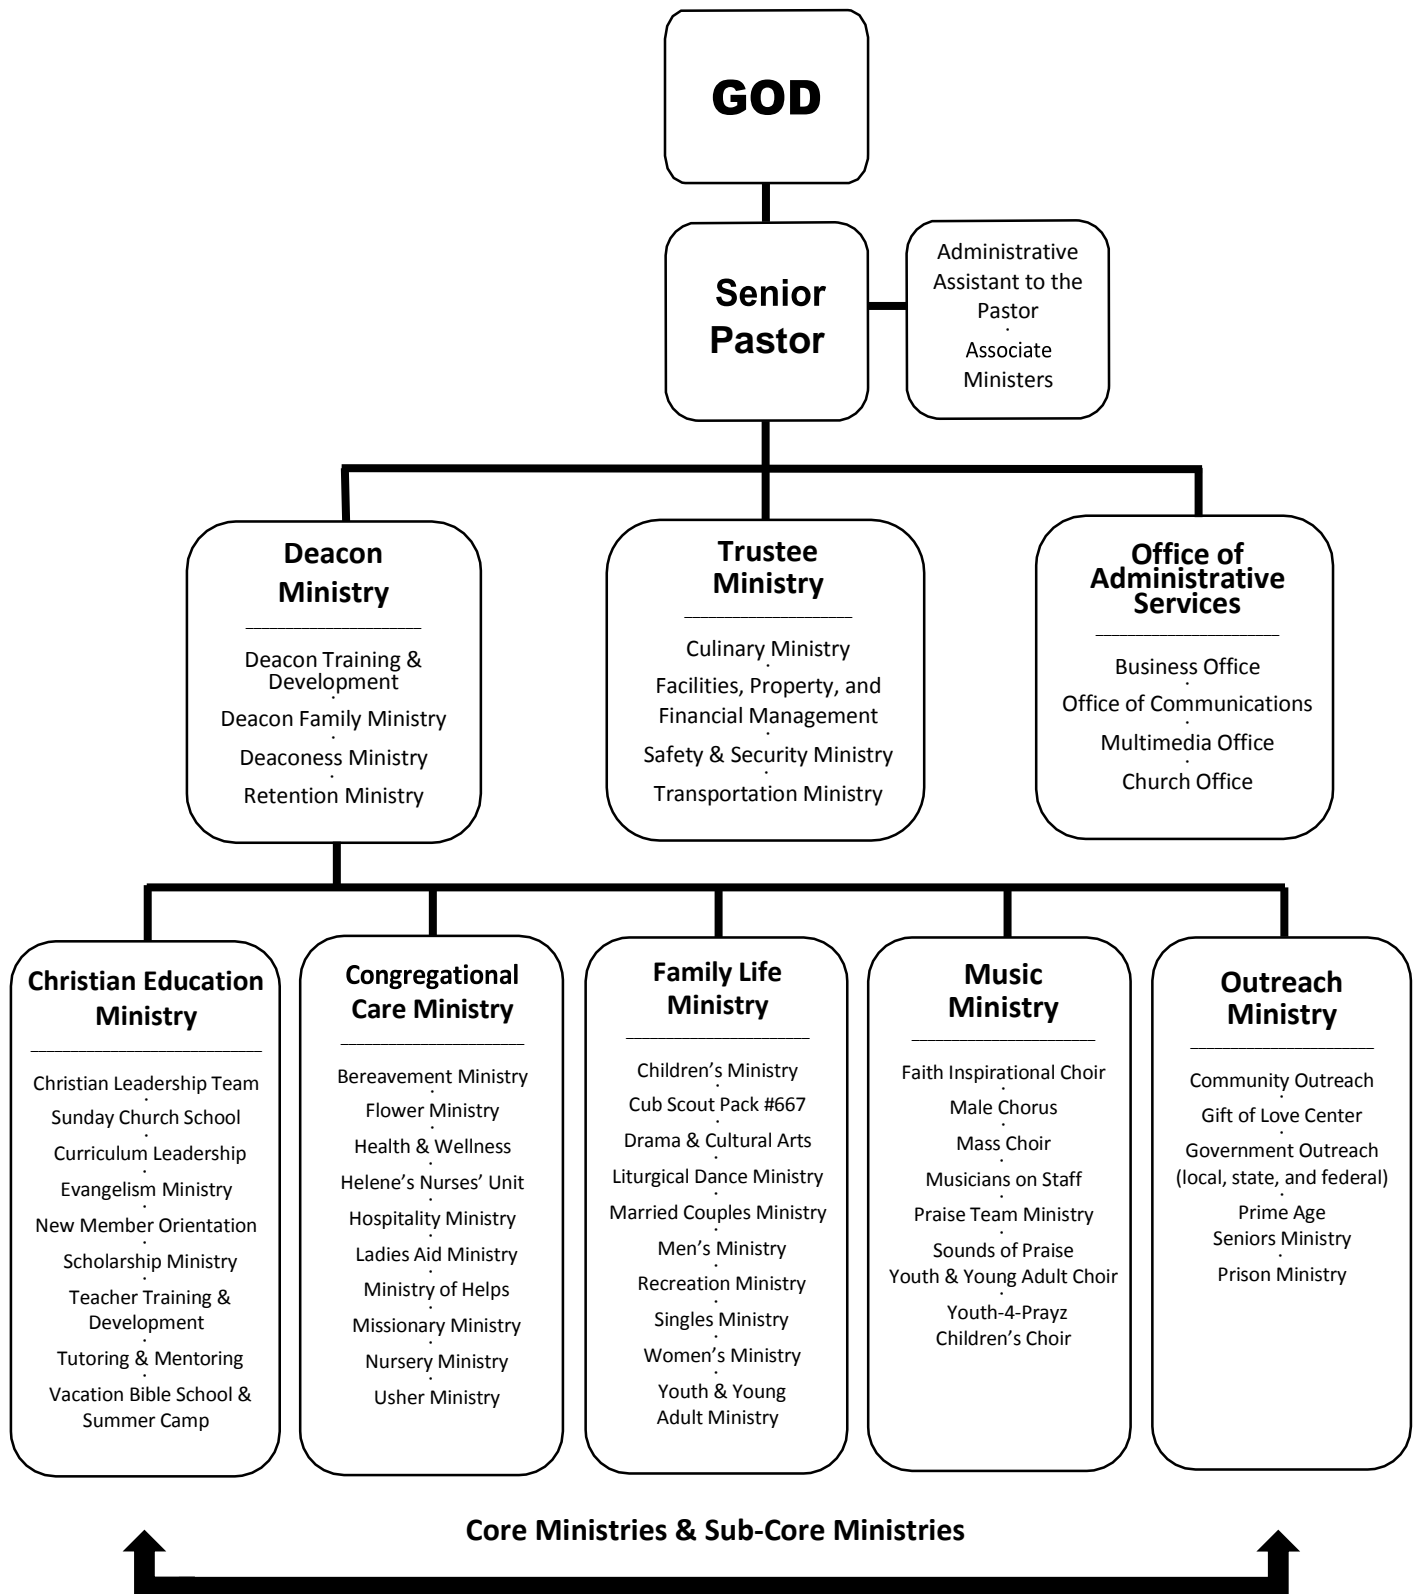 GOD
Senior
Pastor
Administrative
Assistant to the
Pastor
·
Associate
Ministers
Deacon
Ministry
Deacon Training &
Development
·
Deacon Family Ministry
·
Deaconess Ministry
·
Retention Ministry
Trustee
Ministry
Culinary Ministry
·
Facilities, Property, and
Financial Management
·
Safety & Security Ministry
·
Transportation Ministry
Office of
Administrative
Services
Business Office
·
Office of Communications
·
Multimedia Office
·
Church Office
Christian Education
Ministry
Christian Leadership Team
·
Sunday Church School
·
Curriculum Leadership
·
Evangelism Ministry
·
New Member Orientation
·
Scholarship Ministry
·
Teacher Training &
Development
·
Tutoring & Mentoring
·
Vacation Bible School &
Summer Camp
Congregational
Care Ministry
Bereavement Ministry
·
Flower Ministry
·
Health & Wellness
·
Helene’s Nurses’ Unit
·
Hospitality Ministry
·
Ladies Aid Ministry
·
Ministry of Helps
·
Missionary Ministry
·
Nursery Ministry
·
Usher Ministry
Family Life
Ministry
Children’s Ministry
·
Cub Scout Pack #667
·
Drama & Cultural Arts
·
Liturgical Dance Ministry
·
Married Couples Ministry
·
Men’s Ministry
·
Recreation Ministry
·
Singles Ministry
·
Women’s Ministry
·
Youth & Young
Adult Ministry
Music
Ministry
Faith Inspirational Choir
·
Male Chorus
·
Mass Choir
·
Musicians on Staff
·
Praise Team Ministry
·
Sounds of Praise
Youth & Young Adult Choir
·
Youth-4-Prayz
Children’s Choir
Outreach
Ministry
Community Outreach
·
Gift of Love Center
·
Government Outreach
(local, state, and federal)
·
Prime Age
Seniors Ministry
·
Prison Ministry
Core Ministries & Sub-Core Ministries